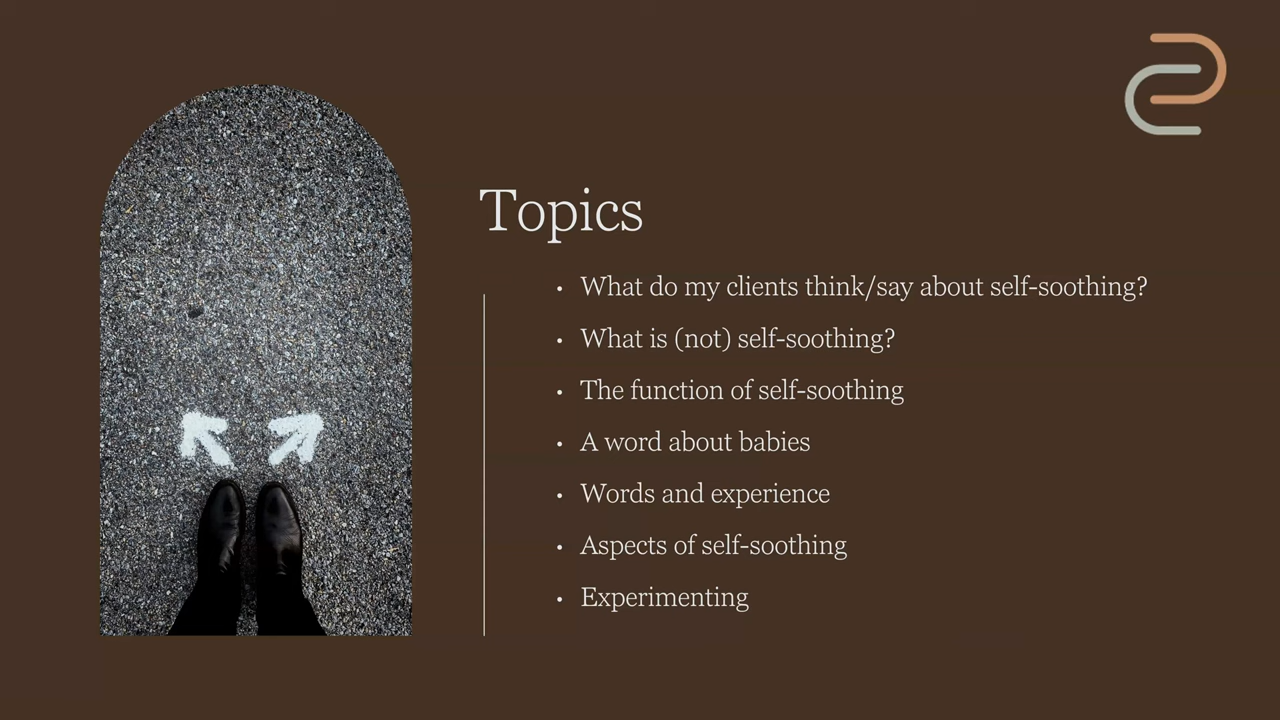 Topics
• What do my clients think/say about self-soothing?
• What is (not) self-soothing?
• The function of self-soothing
• A word about babies
• Words and experience
• Aspects of self-soothing
• Experimenting